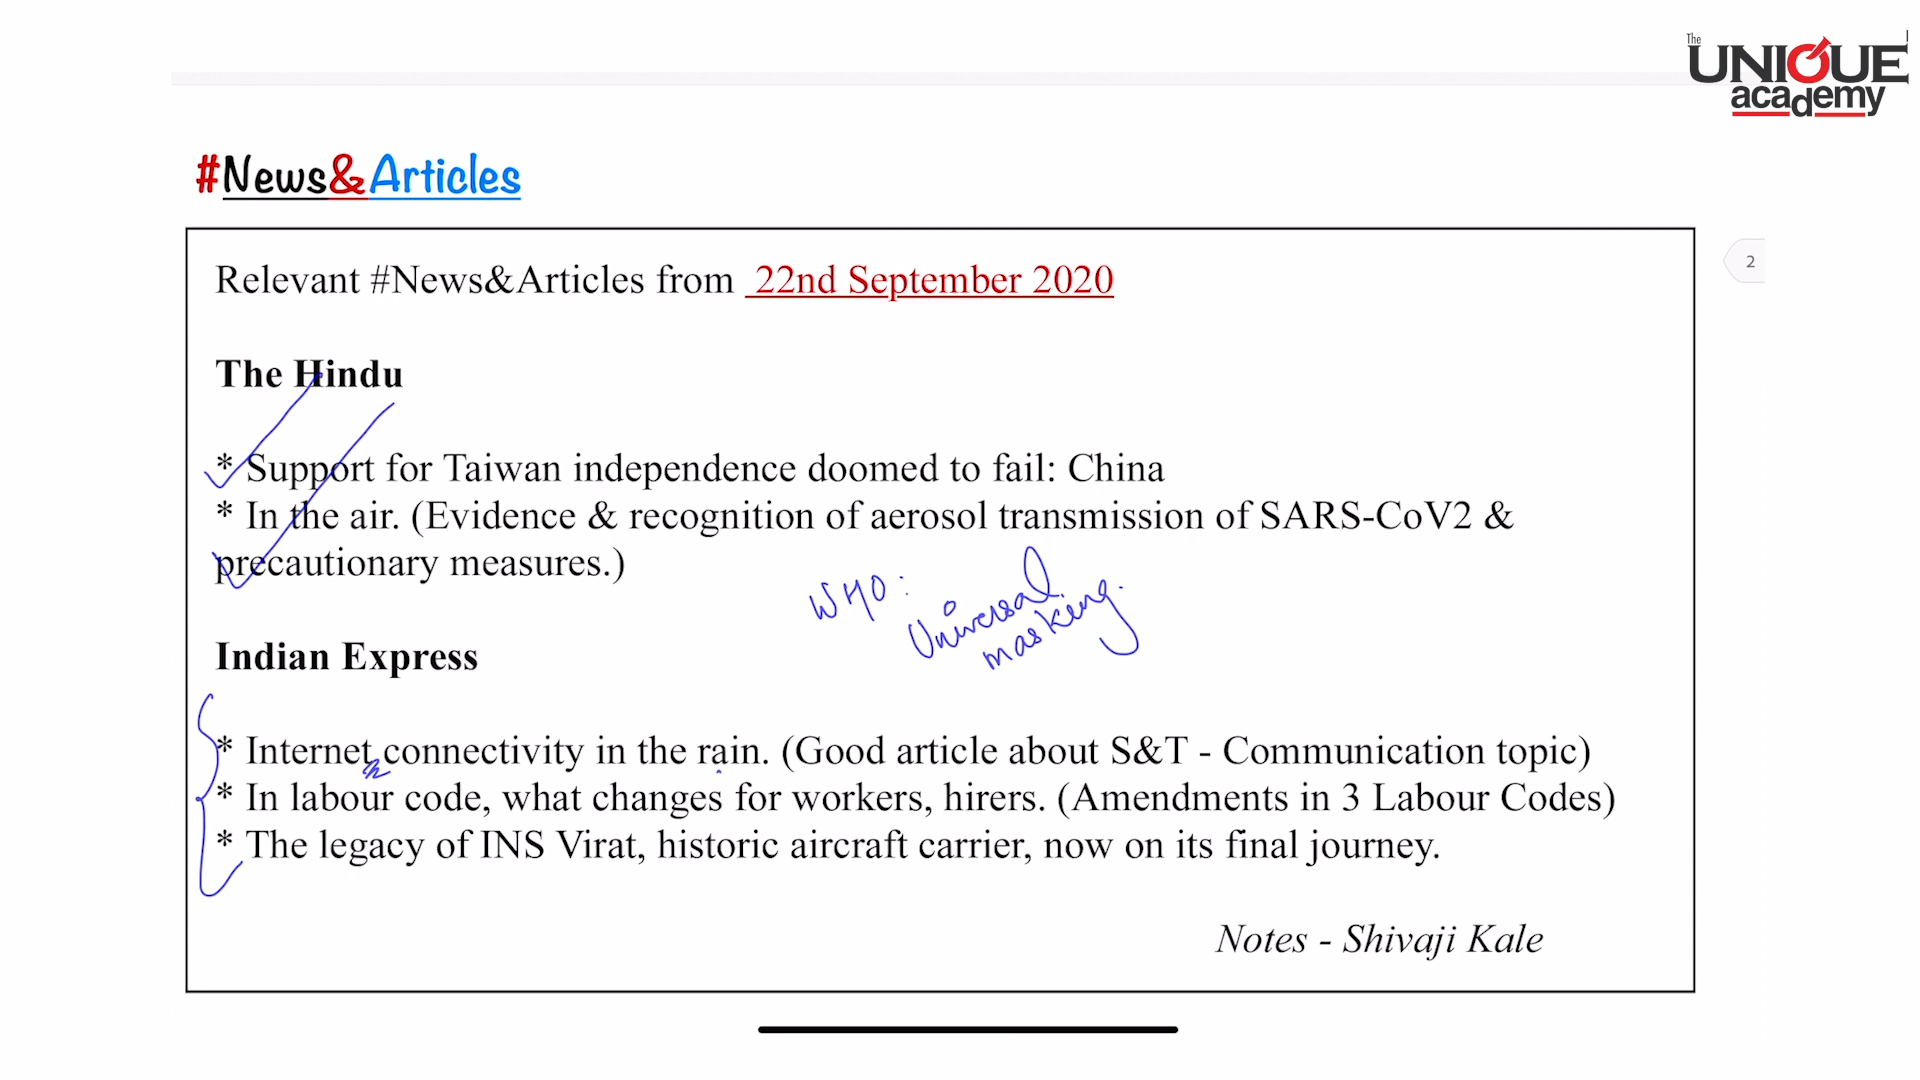 The
UNIQUE
academy
#News&Articles
Relevant #News&Articles from 22nd September 2020
2
The Hindu
* Support for Taiwan independence doomed to fail: China
* In the air. (Evidence & recognition of aerosol transmission of SARS-CoV2 &
precautionary measures.)
WHO: Universal
masking.
Indian Express
* Internet connectivity in the rain. (Good article about S&T - Communication topic)
* In labour code, what changes for workers, hirers. (Amendments in 3 Labour Codes)
* The legacy of INS Virat, historic aircraft carrier, now on its final journey.
Notes - Shivaji Kale